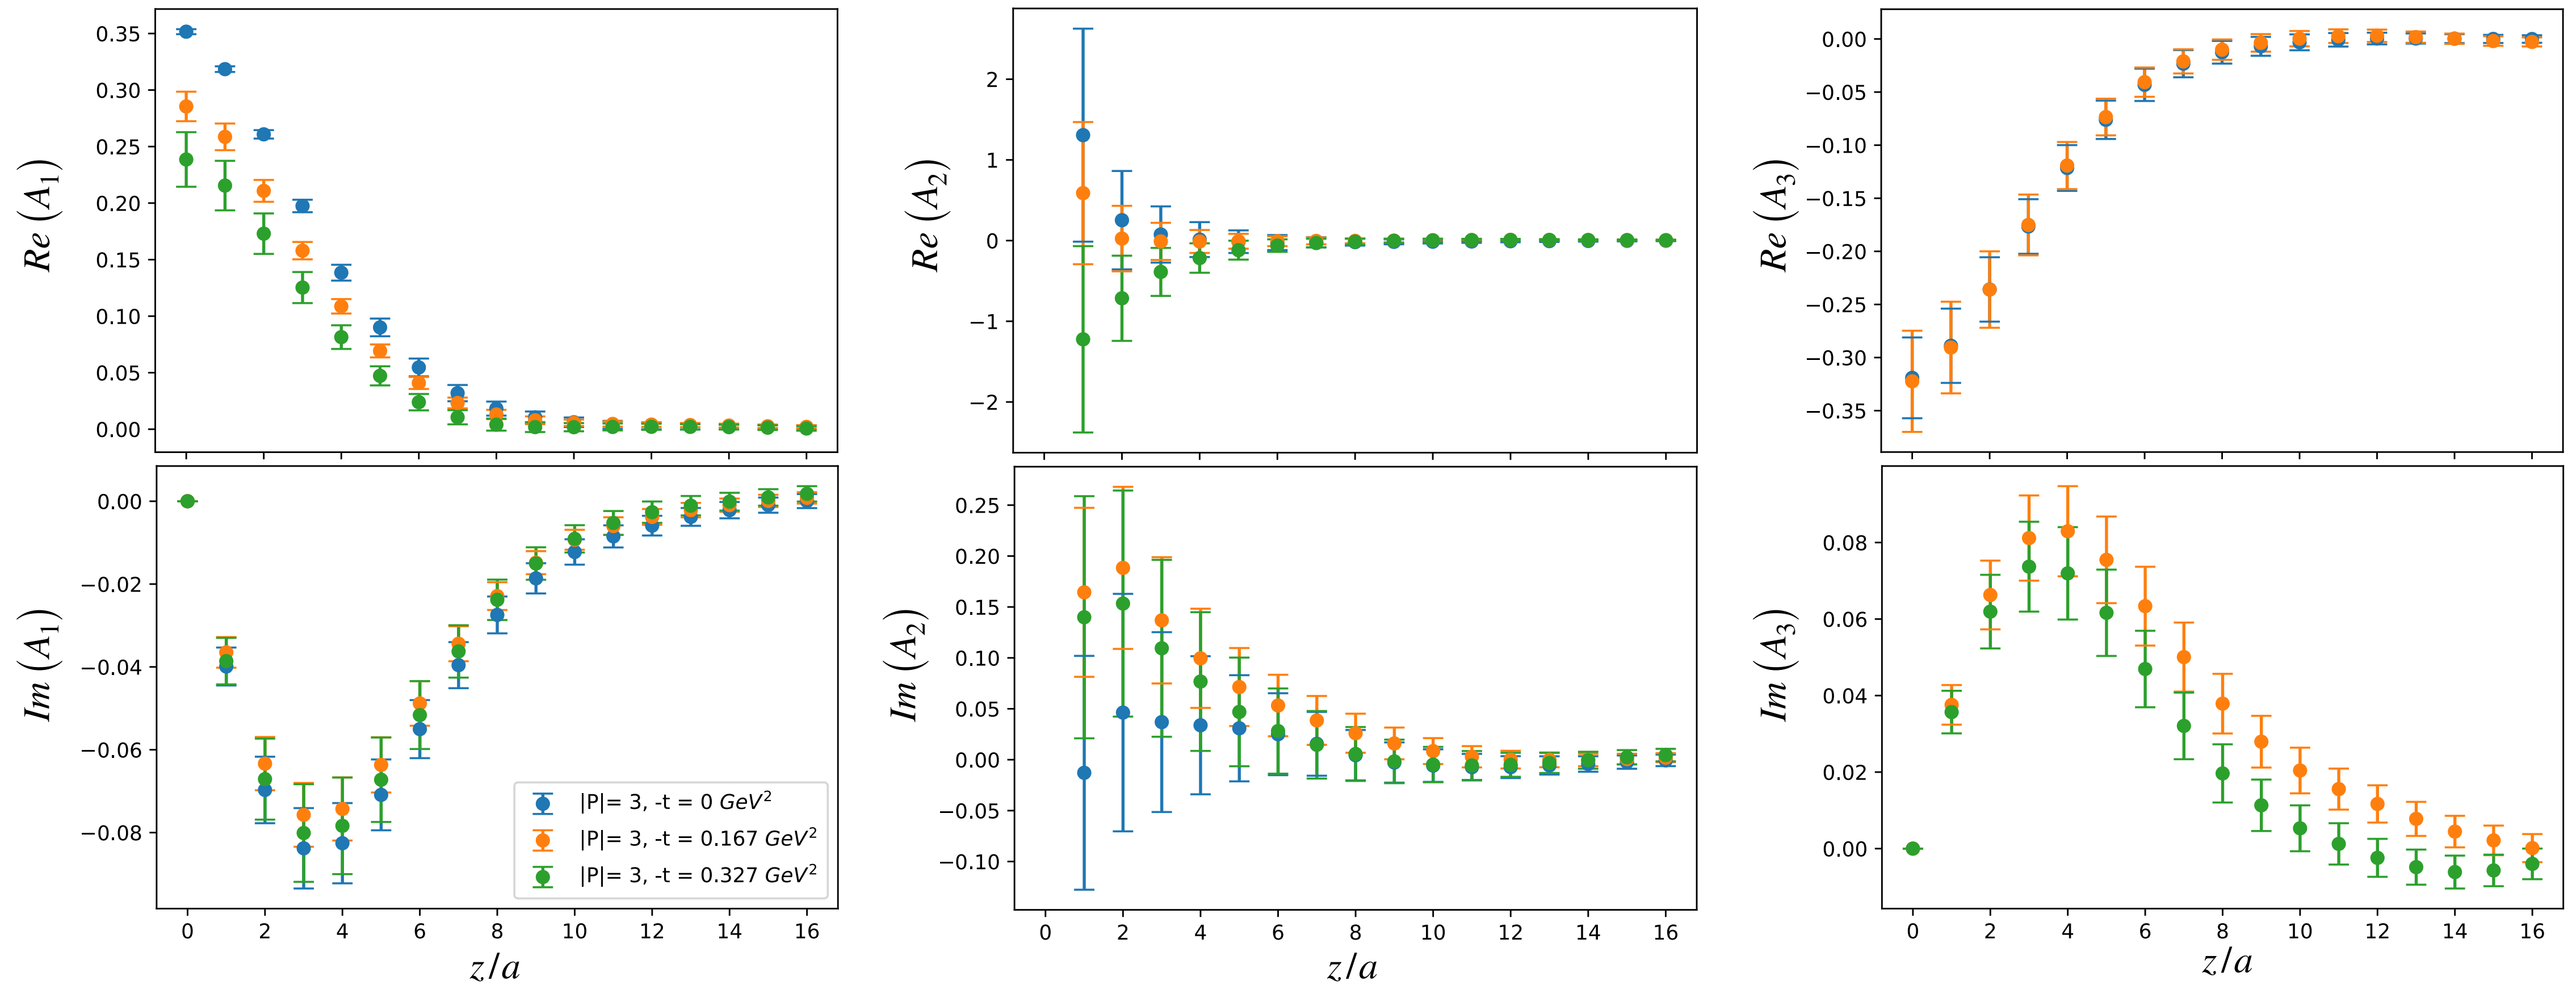 Re (A₁)
0.35
0.30
0.25
0.20
0.15
0.10
0.05
0.00
Re (A₂)
2
1
0
−1
−2
Re (A₃)
0.00
−0.05
−0.10
−0.15
−0.20
−0.25
−0.30
−0.35
Im (A₁)
0.00
−0.02
−0.04
−0.06
−0.08
|P|= 3, -t = 0 GeV²
|P|= 3, -t = 0.167 GeV²
|P|= 3, -t = 0.327 GeV²
0 2 4 6 8 10 12 14 16
z/a
Im (A₂)
0.25
0.20
0.15
0.10
0.05
0.00
−0.05
−0.10
0 2 4 6 8 10 12 14 16
z/a
Im (A₃)
0.08
0.06
0.04
0.02
0.00
0 2 4 6 8 10 12 14 16
z/a